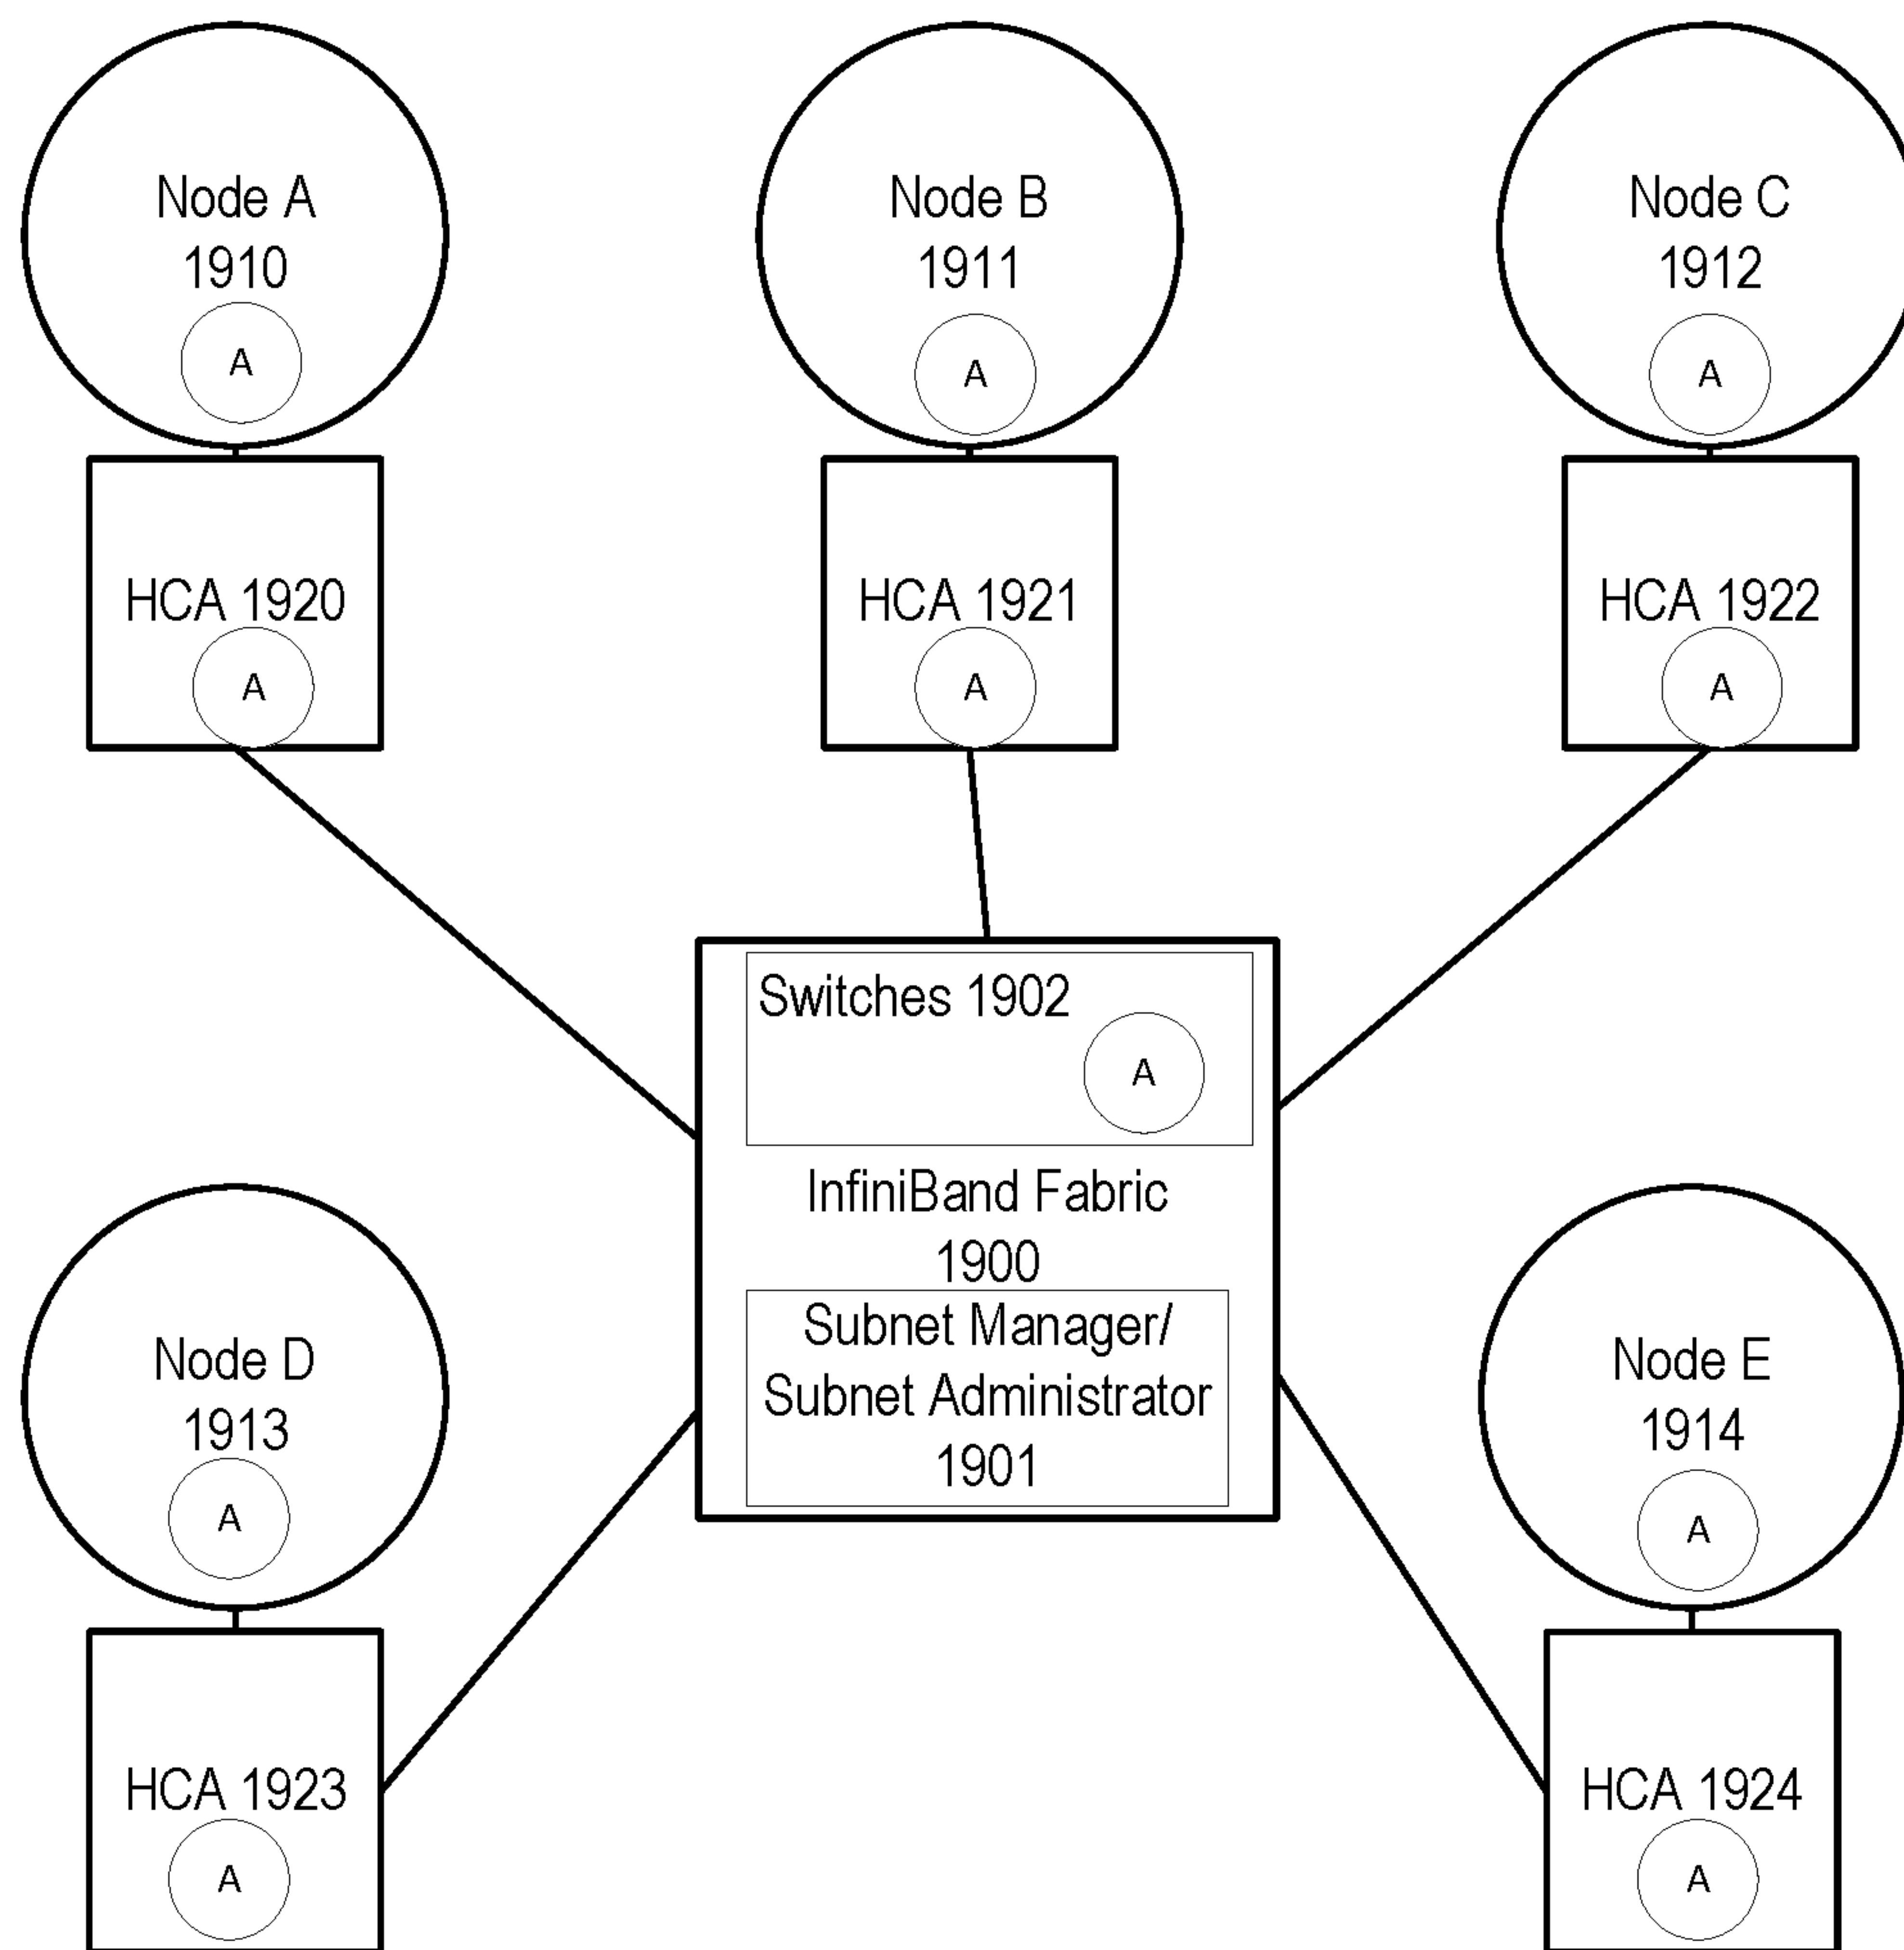 Node A
1910
A
Node B
1911
A
Node C
1912
A
HCA 1920
A
HCA 1921
A
HCA 1922
A
Switches 1902
A
InfiniBand Fabric
1900
Subnet Manager/
Subnet Administrator
1901
Node D
1913
A
Node E
1914
A
HCA 1923
A
HCA 1924
A